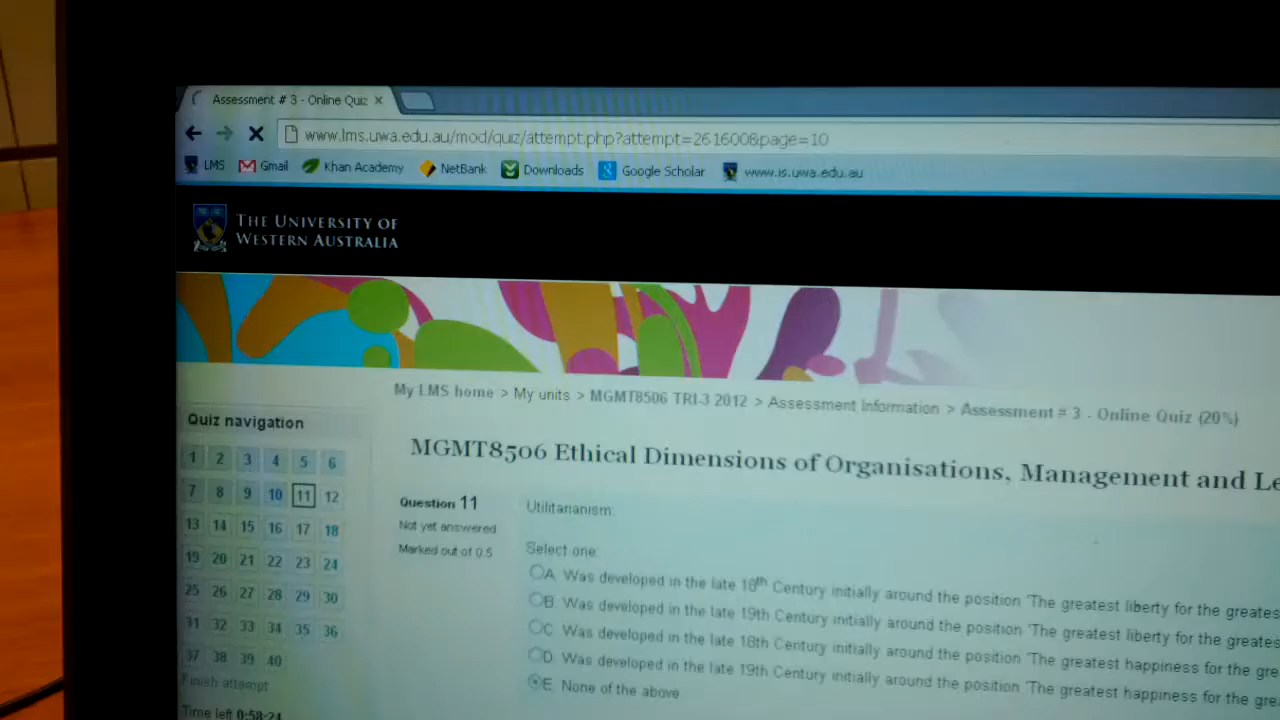 Assessment # 3 - Online Quiz
www.lms.uwa.edu.au/mod/quiz/attempt.php?attempt=261600&page=10
LMS Gmail Khan Academy NetBank Downloads Google Scholar www.is.uwa.edu.au
THE UNIVERSITY OF
WESTERN AUSTRALIA
My LMS home > My units > MGMT8506 TRI-3 2012 > Assessment Information > Assessment # 3 - Online Quiz (20%)
Quiz navigation
MGMT8506 Ethical Dimensions of Organisations, Management and Le
1 2 3 4 5 6
7 8 9 10 11 12
13 14 15 16 17 18
19 20 21 22 23 24
25 26 27 28 29 30
31 32 33 34 35 36
37 38 39 40
Finish attempt
Time left 0:58:24
Question 11
Not yet answered
Marked out of 0.5
Utilitarianism:
Select one:
A. Was developed in the late 18th Century initially around the position 'The greatest liberty for the greates
B. Was developed in the late 19th Century initially around the position 'The greatest liberty for the greates
C. Was developed in the late 18th Century initially around the position 'The greatest happiness for the gre
D. Was developed in the late 19th Century initially around the position 'The greatest happiness for the gre
E. None of the above